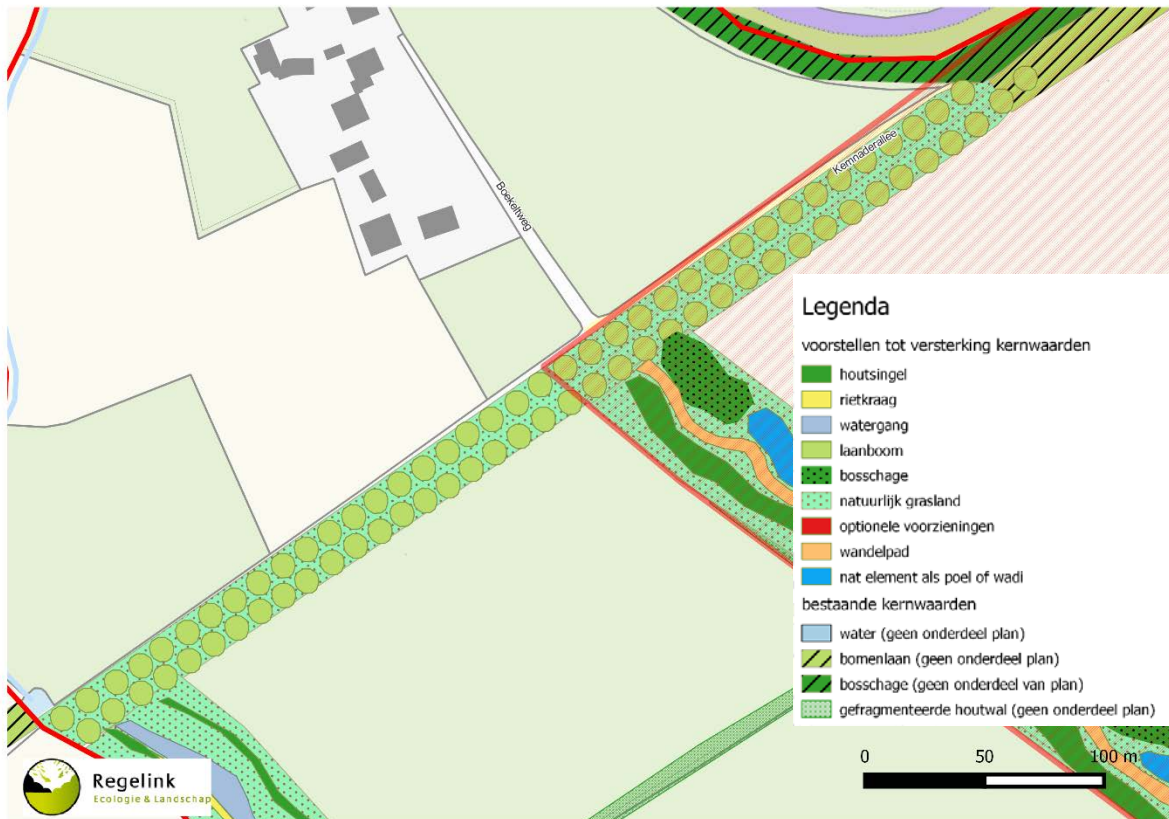 Kemnaderallee
Boekeltweg
Legenda
voorstellen tot versterking kernwaarden
houtsingel
rietkraag
watergang
laanboom
bosschage
natuurlijk grasland
optionele voorzieningen
wandelpad
nat element als poel of wadi
bestaande kernwaarden
water (geen onderdeel plan)
bomenlaan (geen onderdeel plan)
bosschage (geen onderdeel van plan)
gefragmenteerde houtwal (geen onderdeel plan)
0 50 100 m
Regelink
Ecologie & Landschap